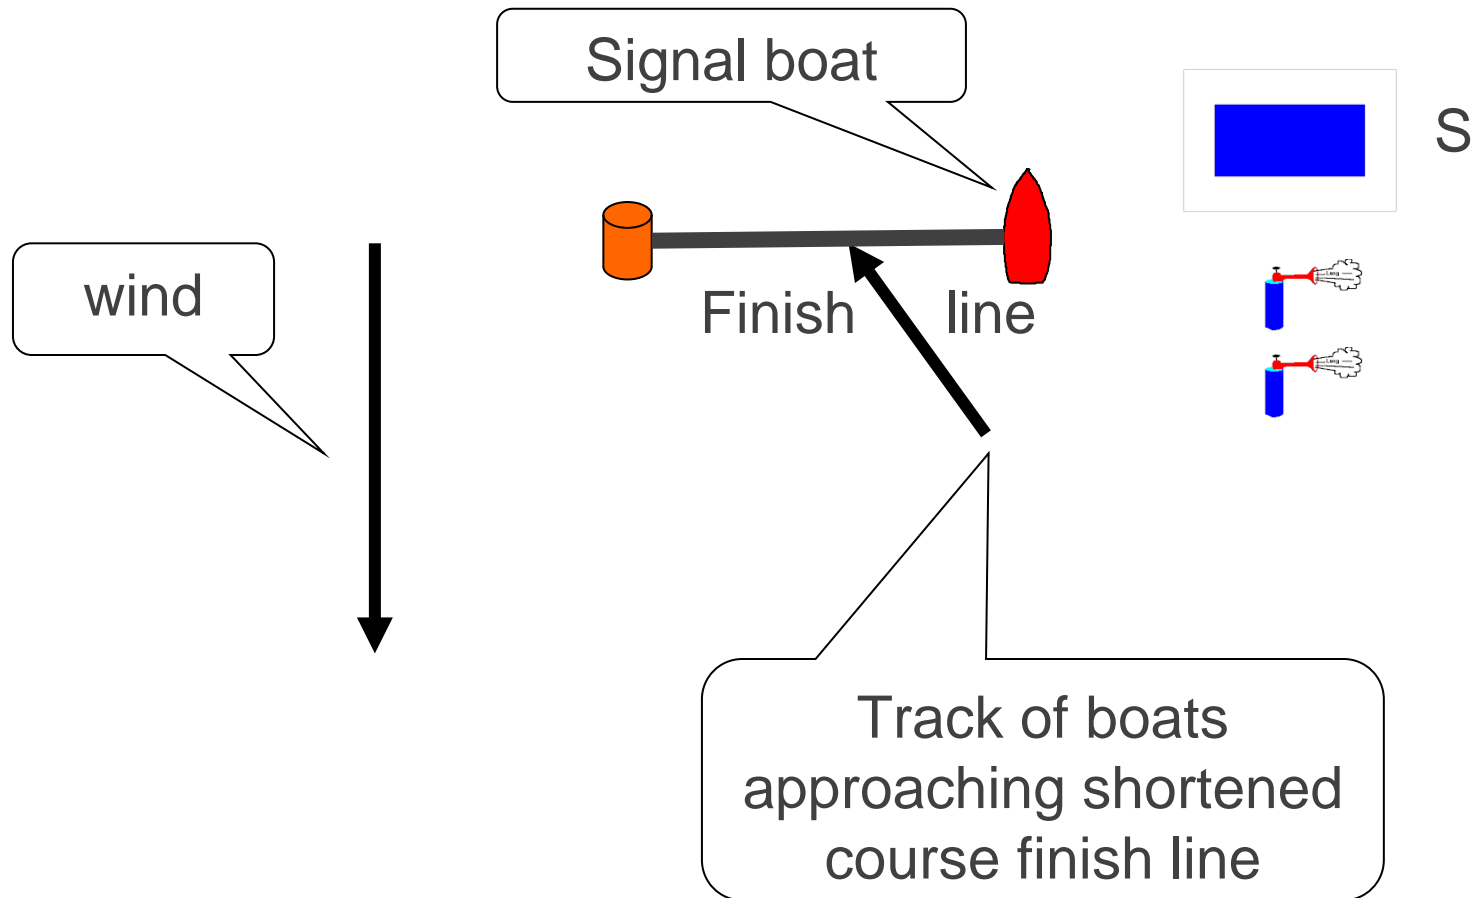 Signal boat
S
wind
Finish line
Track of boats
approaching shortened
course finish line